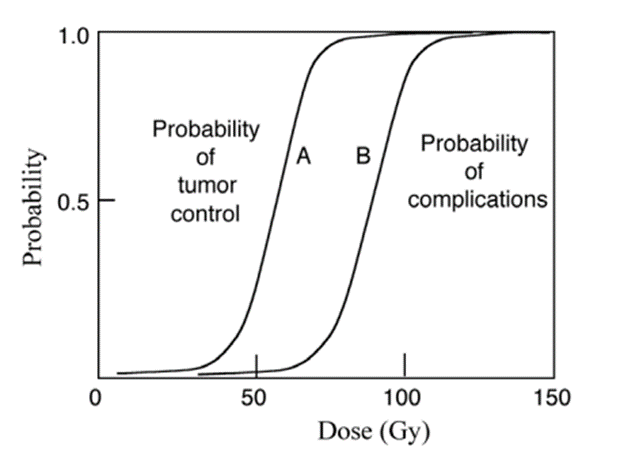 1.0
Probability
of
tumor
control
A
B
Probability
of
complications
0.5
Probability
0
50
100
150
Dose (Gy)